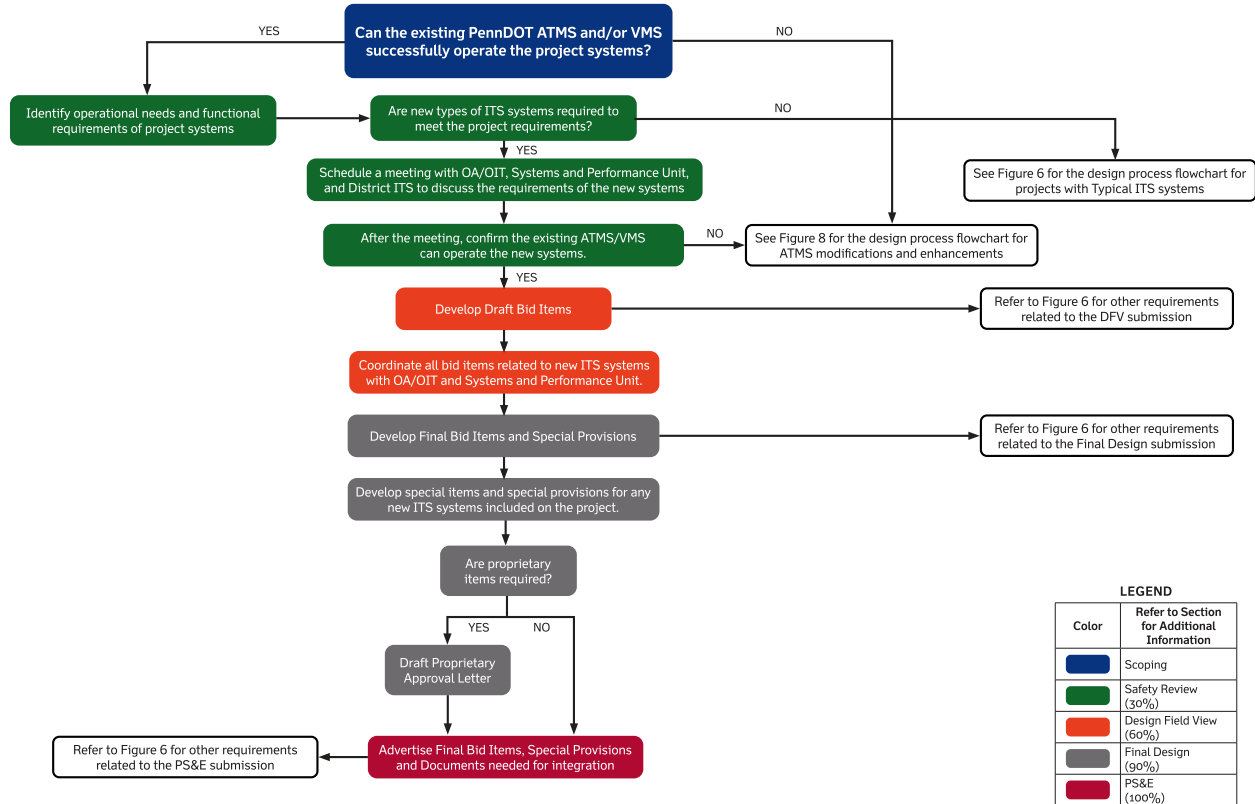 Can the existing PennDOT ATMS and/or VMS
successfully operate the project systems?
YES
NO
Identify operational needs and functional
requirements of project systems
Are new types of ITS systems required to
meet the project requirements?
NO
YES
Schedule a meeting with OA/OIT, Systems and Performance Unit,
and District ITS to discuss the requirements of the new systems
See Figure 6 for the design process flowchart for
projects with Typical ITS systems
After the meeting, confirm the existing ATMS/VMS
can operate the new systems.
NO
See Figure 8 for the design process flowchart for
ATMS modifications and enhancements
YES
Develop Draft Bid Items
Refer to Figure 6 for other requirements
related to the DFV submission
Coordinate all bid items related to new ITS systems
with OA/OIT and Systems and Performance Unit.
Develop Final Bid Items and Special Provisions
Refer to Figure 6 for other requirements
related to the Final Design submission
Develop special items and special provisions for any
new ITS systems included on the project.
Are proprietary
items required?
YES
NO
Draft Proprietary
Approval Letter
Advertise Final Bid Items, Special Provisions
and Documents needed for integration
Refer to Figure 6 for other requirements
related to the PS&E submission
LEGEND
Color
Refer to Section
for Additional
Information
Scoping
Safety Review
(30%)
Design Field View
(60%)
Final Design
(90%)
PS&E
(100%)